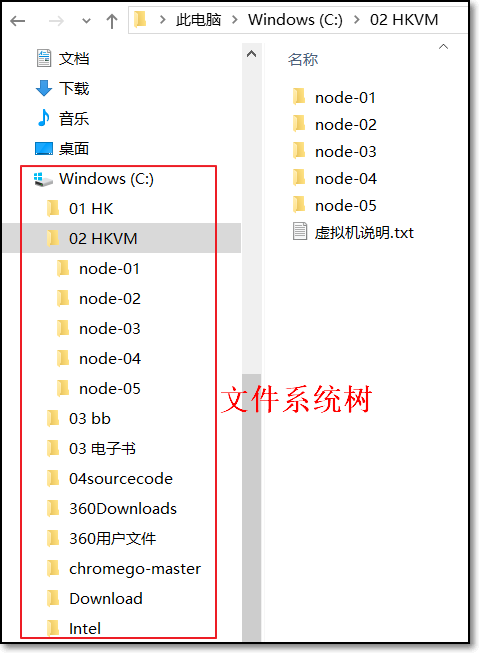 此电脑 > Windows (C:) > 02 HKVM
文档
下载
音乐
桌面
Windows (C:)
01 HK
02 HKVM
node-01
node-02
node-03
node-04
node-05
03 bb
03 电子书
04sourcecode
360Downloads
360用户文件
chromego-master
Download
Intel
名称
node-01
node-02
node-03
node-04
node-05
虚拟机说明.txt
文件系统树